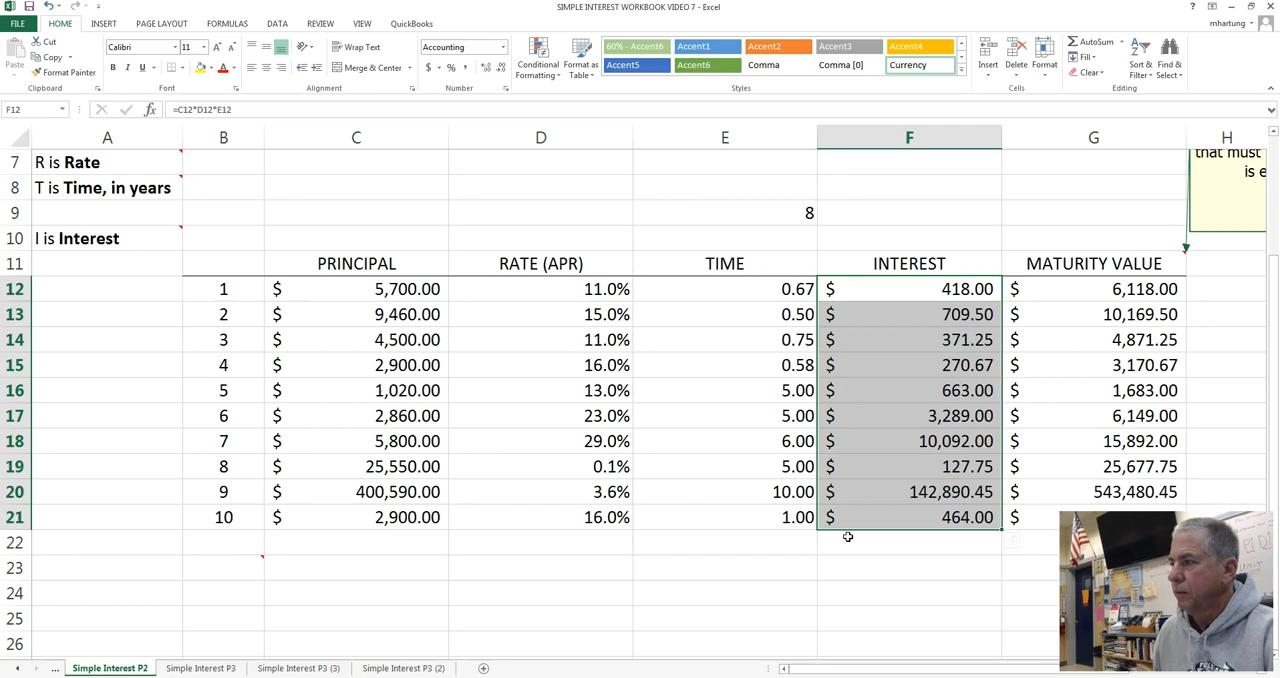 SIMPLE INTEREST WORKBOOK VIDEO 7 - Excel
FILE HOME INSERT PAGE LAYOUT FORMULAS DATA REVIEW VIEW QuickBooks mhartung
Cut
Copy
Format Painter
Paste
Clipboard
Calibri 11
B I U
Font
Wrap Text
Merge & Center
Alignment
Accounting
$ % ,
Number
Conditional Formatting
Format as Table
60% - Accent6 Accent1 Accent2 Accent3 Accent4
Accent5 Accent6 Comma Comma [0] Currency
Styles
Insert Delete Format
Cells
AutoSum
Fill
Clear
Sort & Filter
Find & Select
Editing
F12 fx =C12*D12*E12
A B C D E F G H
7 R is Rate
8 T is Time, in years
9 8
10 I is Interest
that must
is e
11 PRINCIPAL RATE (APR) TIME INTEREST MATURITY VALUE
12 1 $ 5,700.00 11.0% 0.67 $ 418.00 $ 6,118.00
13 2 $ 9,460.00 15.0% 0.50 $ 709.50 $ 10,169.50
14 3 $ 4,500.00 11.0% 0.75 $ 371.25 $ 4,871.25
15 4 $ 2,900.00 16.0% 0.58 $ 270.67 $ 3,170.67
16 5 $ 1,020.00 13.0% 5.00 $ 663.00 $ 1,683.00
17 6 $ 2,860.00 23.0% 5.00 $ 3,289.00 $ 6,149.00
18 7 $ 5,800.00 29.0% 6.00 $ 10,092.00 $ 15,892.00
19 8 $ 25,550.00 0.1% 5.00 $ 127.75 $ 25,677.75
20 9 $ 400,590.00 3.6% 10.00 $ 142,890.45 $ 543,480.45
21 10 $ 2,900.00 16.0% 1.00 $ 464.00 $
22
23
24
25
26
... Simple Interest P2 Simple Interest P3 Simple Interest P3 (3) Simple Interest P3 (2)